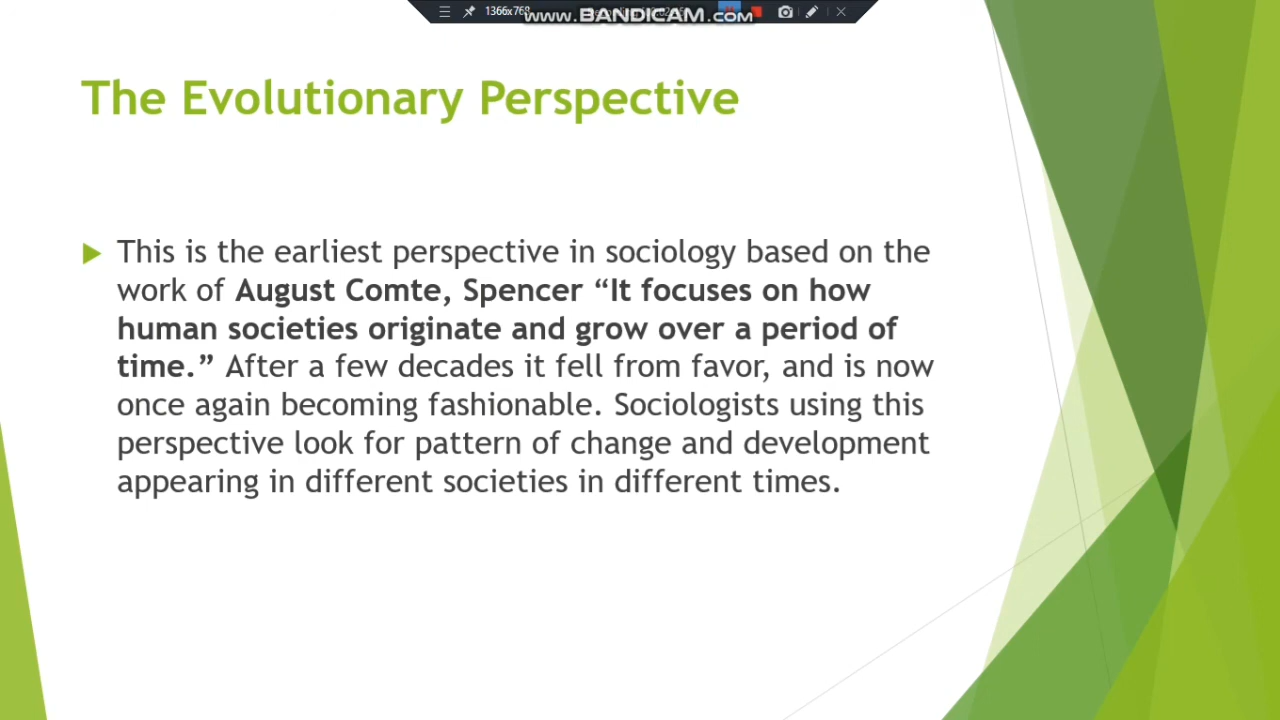 1366x768
www.BANDICAM.com
The Evolutionary Perspective
This is the earliest perspective in sociology based on the
work of August Comte, Spencer “It focuses on how
human societies originate and grow over a period of
time.” After a few decades it fell from favor, and is now
once again becoming fashionable. Sociologists using this
perspective look for pattern of change and development
appearing in different societies in different times.